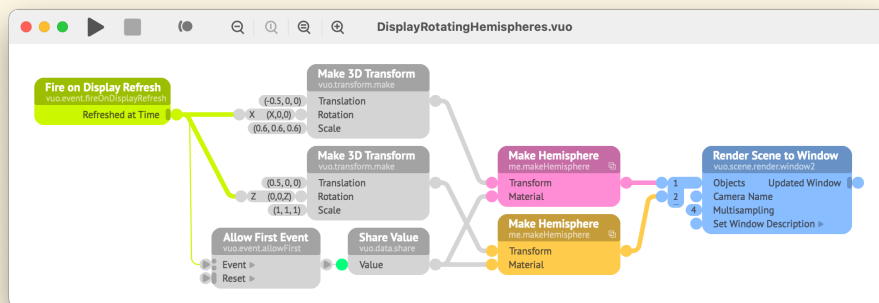 DisplayRotatingHemispheres.vuo
Fire on Display Refresh
vuo.event.fireOnDisplayRefresh
Refreshed at Time
Make 3D Transform
vuo.transform.make
(-0.5, 0, 0) Translation
X (X,0,0) Rotation
(0.6, 0.6, 0.6) Scale
Make 3D Transform
vuo.transform.make
(0.5, 0, 0) Translation
Z (0,0,Z) Rotation
(1, 1, 1) Scale
Allow First Event
vuo.event.allowFirst
Event
Reset
Share Value
vuo.data.share
Value
Make Hemisphere
me.makeHemisphere
Transform
Material
Make Hemisphere
me.makeHemisphere
Transform
Material
1
2
Render Scene to Window
vuo.scene.render.window2
Objects Updated Window
Camera Name
4 Multisampling
Set Window Description